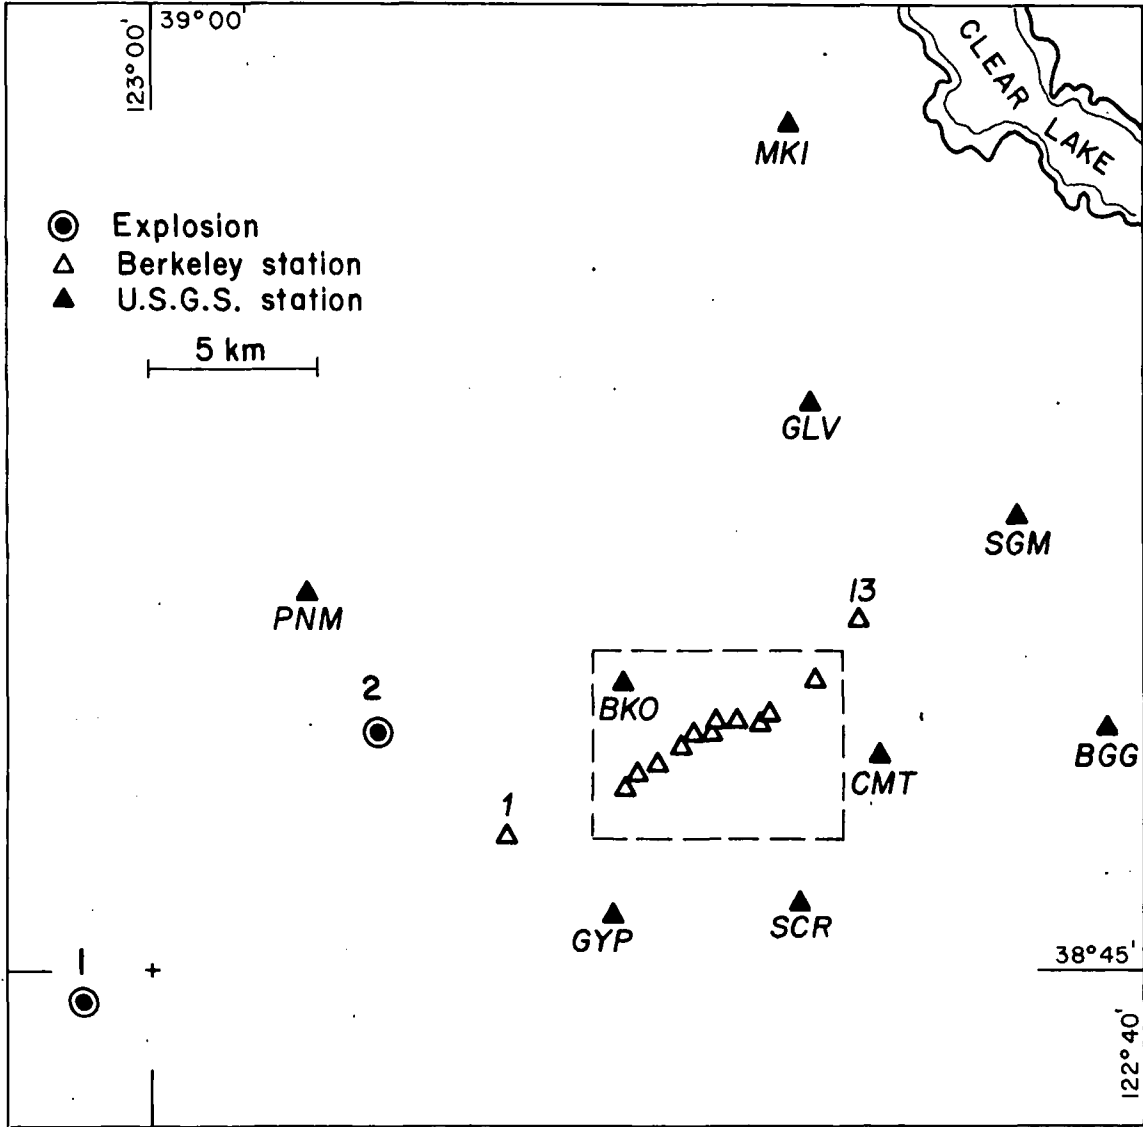 39°00'
123°00'
CLEAR LAKE
MKI
Explosion
Berkeley station
U.S.G.S. station
5 km
GLV
SGM
13
PNM
2
BKO
BGG
CMT
1
SCR
GYP
38°45'
1
122°40'